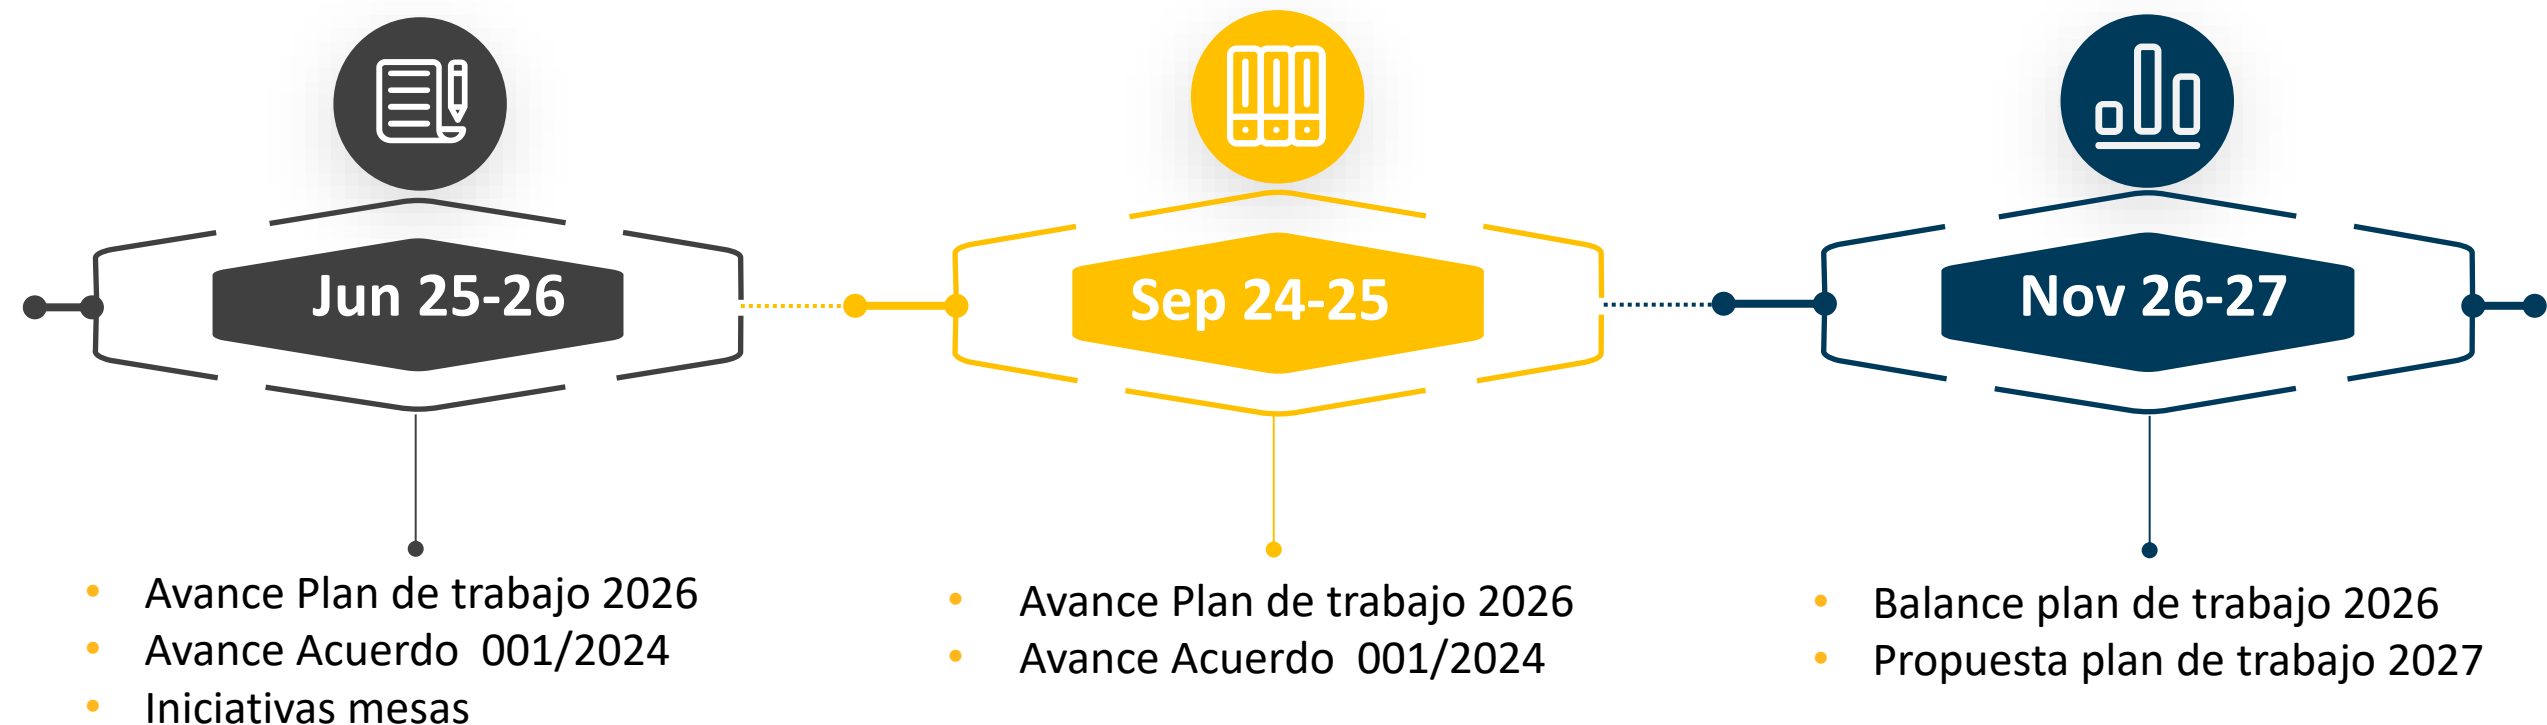 Jun 25-26
Avance Plan de trabajo 2026
Avance Acuerdo 001/2024
Iniciativas mesas
Sep 24-25
Avance Plan de trabajo 2026
Avance Acuerdo 001/2024
Nov 26-27
Balance plan de trabajo 2026
Propuesta plan de trabajo 2027